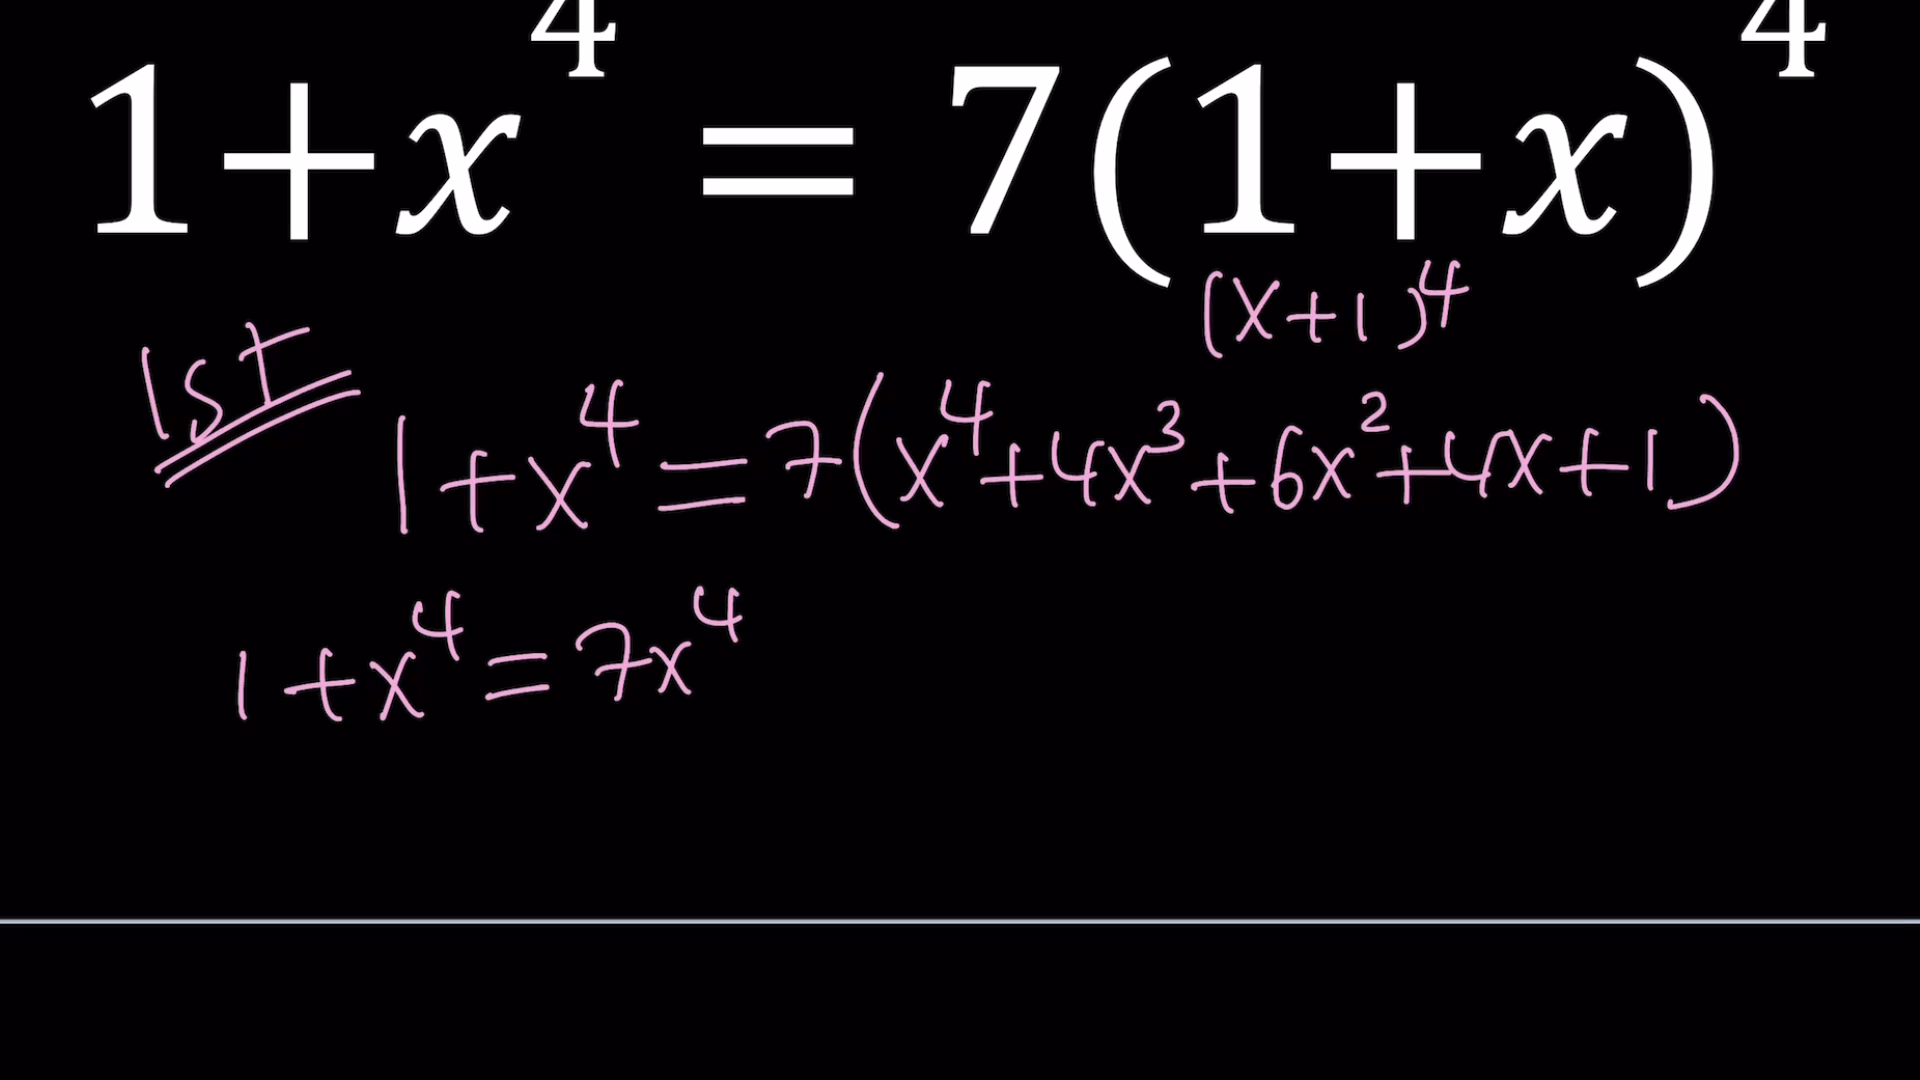 1+x⁴ = 7(1+x)⁴
(x+1)⁴
1st
1+x⁴=7(x⁴+4x³+6x²+4x+1)
1+x⁴=7x⁴